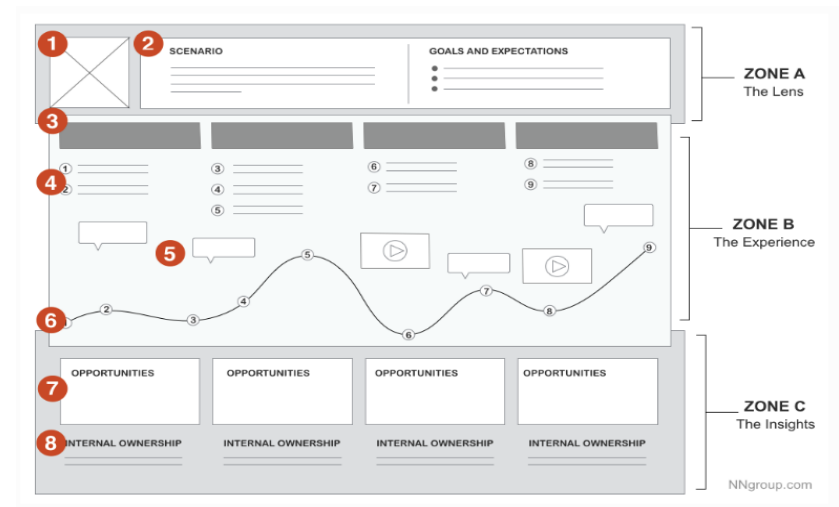 1
2
SCENARIO
GOALS AND EXPECTATIONS
ZONE A
The Lens
3
1
3
6
8
4
2
4
7
9
5
5
ZONE B
The Experience
9
5
7
4
2
8
6
3
6
OPPORTUNITIES
OPPORTUNITIES
OPPORTUNITIES
OPPORTUNITIES
7
ZONE C
The Insights
8
INTERNAL OWNERSHIP
INTERNAL OWNERSHIP
INTERNAL OWNERSHIP
INTERNAL OWNERSHIP
NNgroup.com